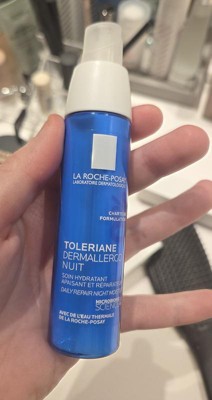 LA ROCHE-POSAY
LABORATOIRE DERMATOLOGIQUE
TOLERIANE
DERMALLERGO
NUIT
SOIN HYDRATANT
APAISANT ET RÉPARATEUR
DAILY REPAIR NIGHT
SCIENCE
AVEC DE L'EAU THERMALE
DE LA ROCHE-POSAY